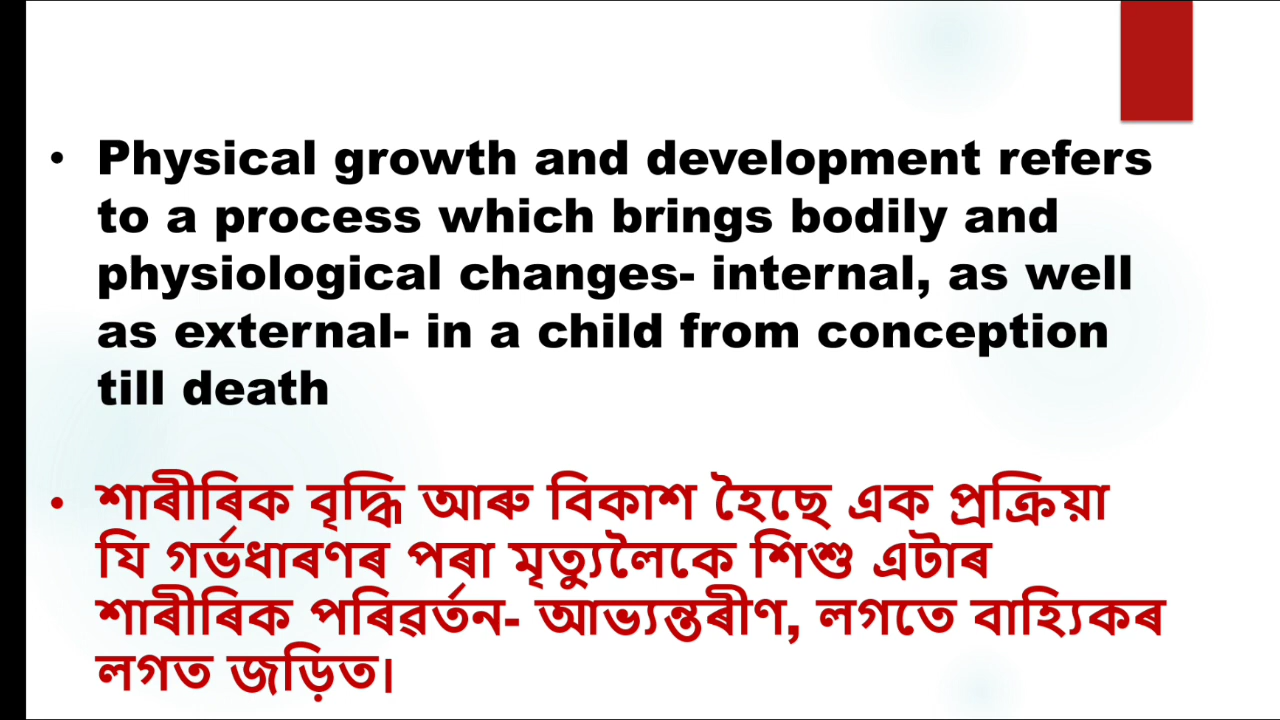 • Physical growth and development refers
to a process which brings bodily and
physiological changes- internal, as well
as external- in a child from conception
till death
• শাৰীৰিক বৃদ্ধি আৰু বিকাশ হৈছে এক প্ৰক্ৰিয়া
যি গৰ্ভধাৰণৰ পৰা মৃত্যুলৈকে শিশু এটাৰ
শাৰীৰিক পৰিৱৰ্তন- আভ্যন্তৰীণ, লগতে বাহ্যিকৰ
লগত জড়িত।